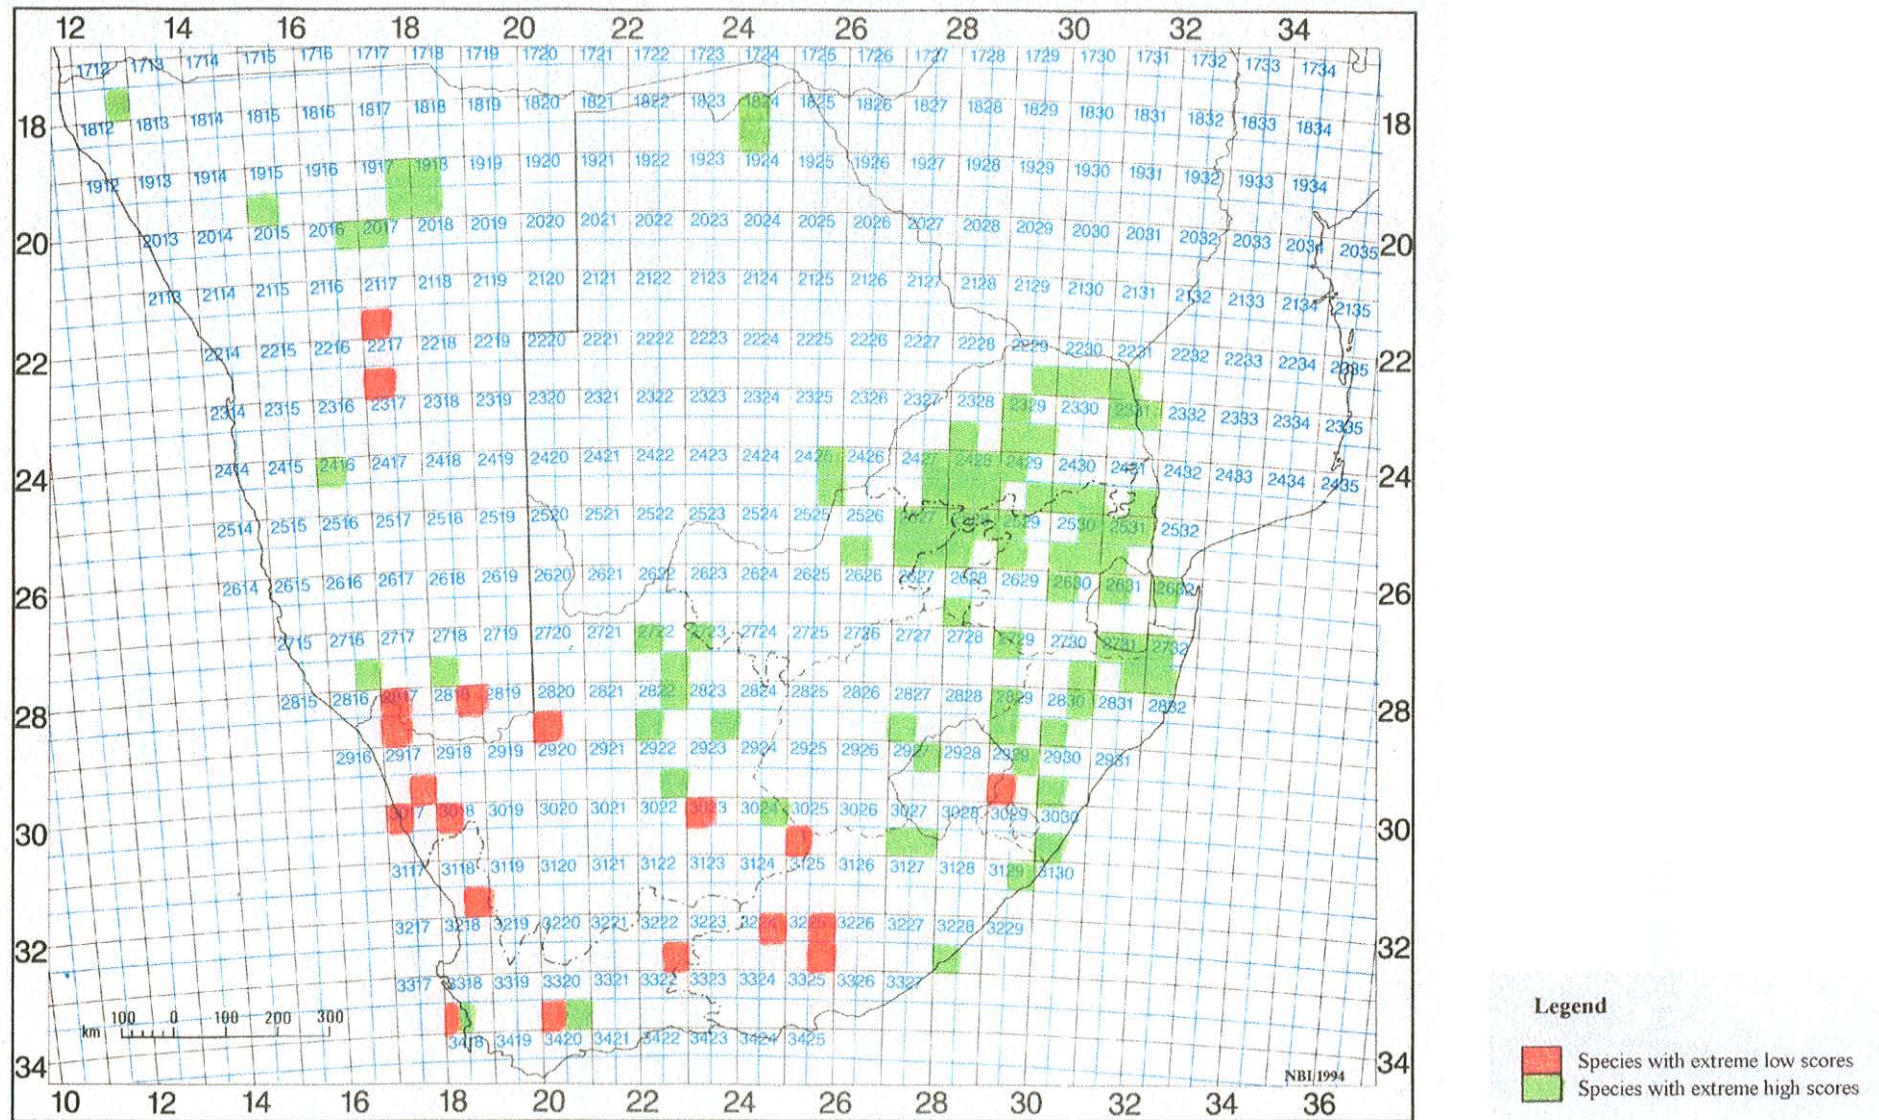 12 14 16 18 20 22 24 26 28 30 32 34
1712 1713 1714 1715 1716 1717 1718 1719 1720 1721 1722 1723 1724 1725 1726 1727 1728 1729 1730 1731 1732 1733 1734
18 1812 1813 1814 1815 1816 1817 1818 1819 1820 1821 1822 1823 1824 1825 1826 1827 1828 1829 1830 1831 1832 1833 1834 18
1912 1913 1914 1915 1916 1917 1918 1919 1920 1921 1922 1923 1924 1925 1926 1927 1928 1929 1930 1931 1932 1933 1934
20 2013 2014 2015 2016 2017 2018 2019 2020 2021 2022 2023 2024 2025 2026 2027 2028 2029 2030 2031 2032 2033 2034 2035 20
2113 2114 2115 2116 2117 2118 2119 2120 2121 2122 2123 2124 2125 2126 2127 2128 2129 2130 2131 2132 2133 2134 2135
22 2214 2215 2216 2217 2218 2219 2220 2221 2222 2223 2224 2225 2226 2227 2228 2229 2230 2231 2232 2233 2234 2235 22
2314 2315 2316 2317 2318 2319 2320 2321 2322 2323 2324 2325 2326 2327 2328 2329 2330 2331 2332 2333 2334 2335
24 2414 2415 2416 2417 2418 2419 2420 2421 2422 2423 2424 2425 2426 2427 2428 2429 2430 2431 2432 2433 2434 2435 24
2514 2515 2516 2517 2518 2519 2520 2521 2522 2523 2524 2525 2526 2527 2528 2529 2530 2531 2532
26 2614 2615 2616 2617 2618 2619 2620 2621 2622 2623 2624 2625 2626 2627 2628 2629 2630 2631 2632 26
2715 2716 2717 2718 2719 2720 2721 2722 2723 2724 2725 2726 2727 2728 2729 2730 2731 2732
28 2815 2816 2817 2818 2819 2820 2821 2822 2823 2824 2825 2826 2827 2828 2829 2830 2831 2832 28
2916 2917 2918 2919 2920 2921 2922 2923 2924 2925 2926 2927 2928 2929 2930 2931
30 3017 3018 3019 3020 3021 3022 3023 3024 3025 3026 3027 3028 3029 3030 30
3117 3118 3119 3120 3121 3122 3123 3124 3125 3126 3127 3128 3129 3130
32 3217 3218 3219 3220 3221 3222 3223 3224 3225 3226 3227 3228 3229 32
3317 3318 3319 3320 3321 3322 3323 3324 3325 3326 3327
km 100 0 100 200 300
34 3418 3419 3420 3421 3422 3423 3424 3425 34
NBI 1994
10 12 14 16 18 20 22 24 26 28 30 32 34 36
Legend
Species with extreme low scores
Species with extreme high scores